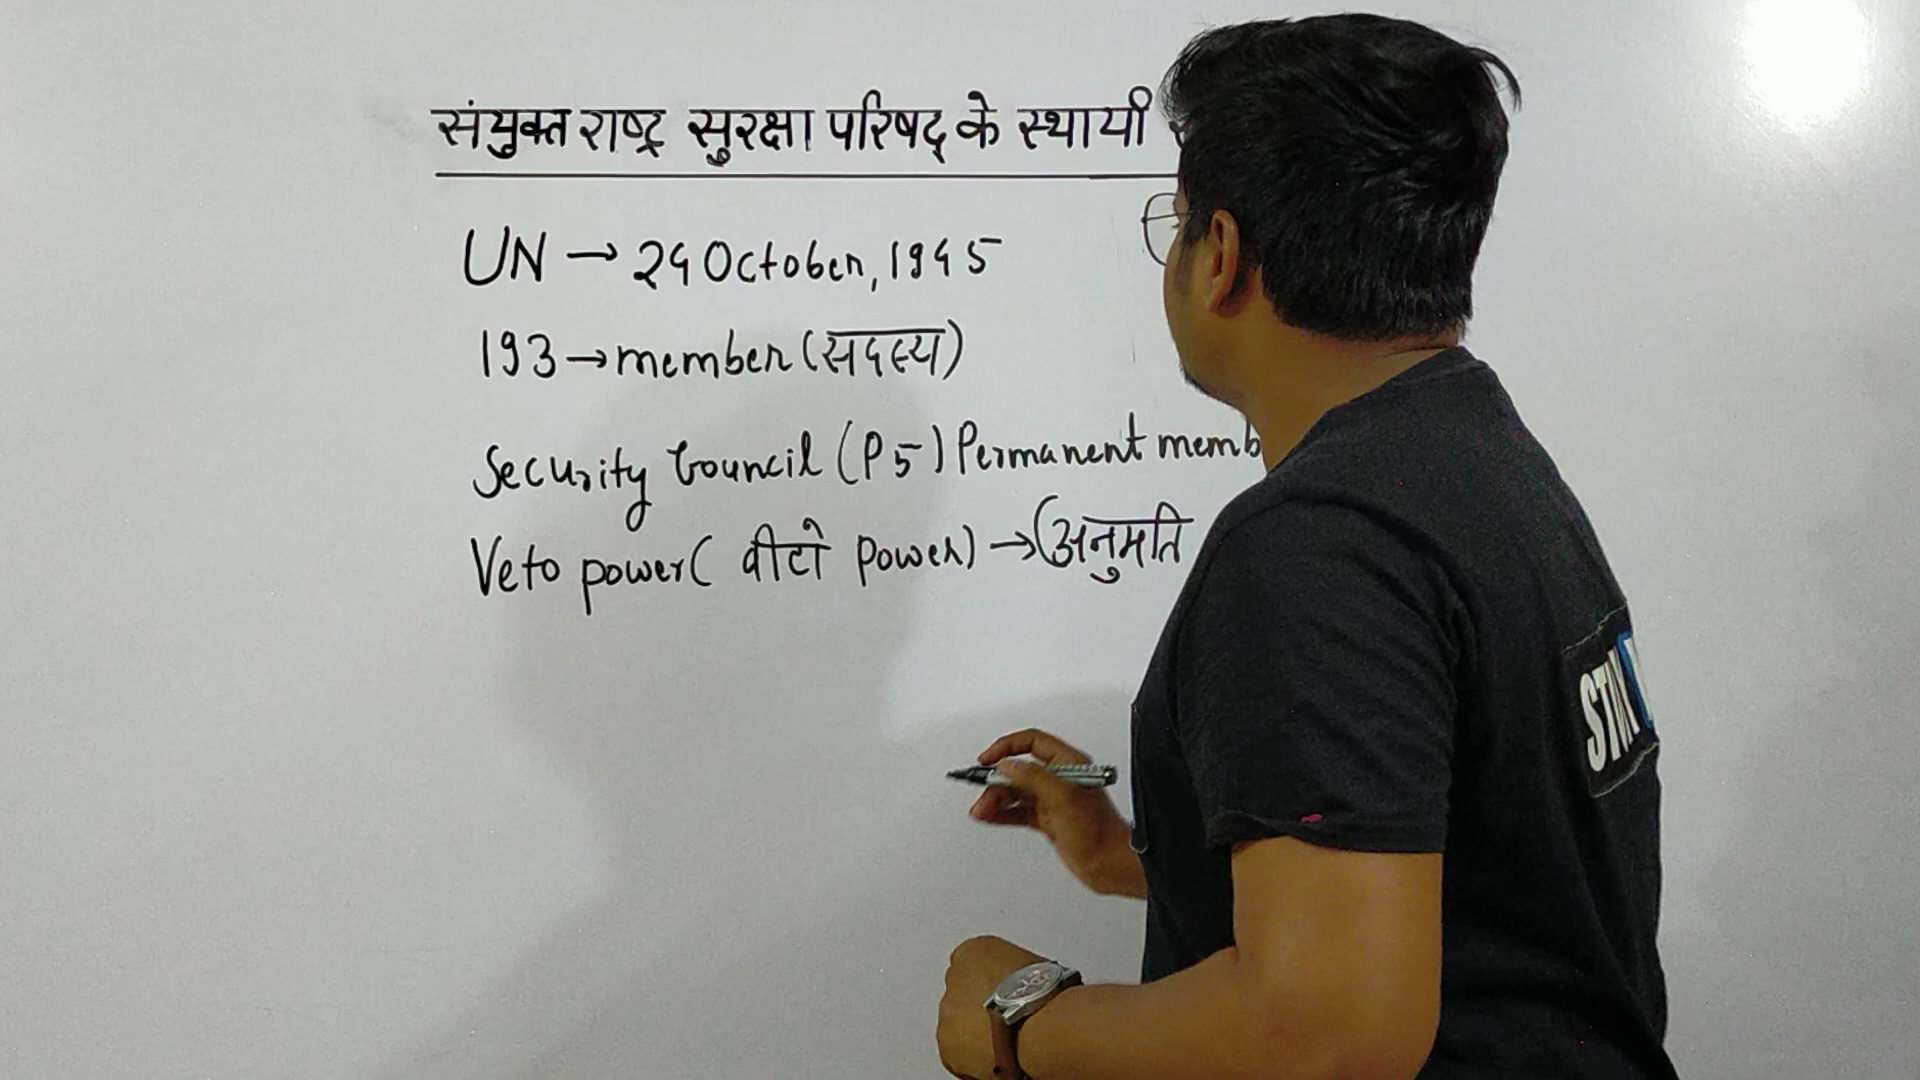 संयुक्त राष्ट्र सुरक्षा परिषद् के स्थायी
UN → 24 October, 1945
193 → member (सदस्य)
Security Council (P5) Permanent memb
Veto power( वीटो power) → (अनुमति